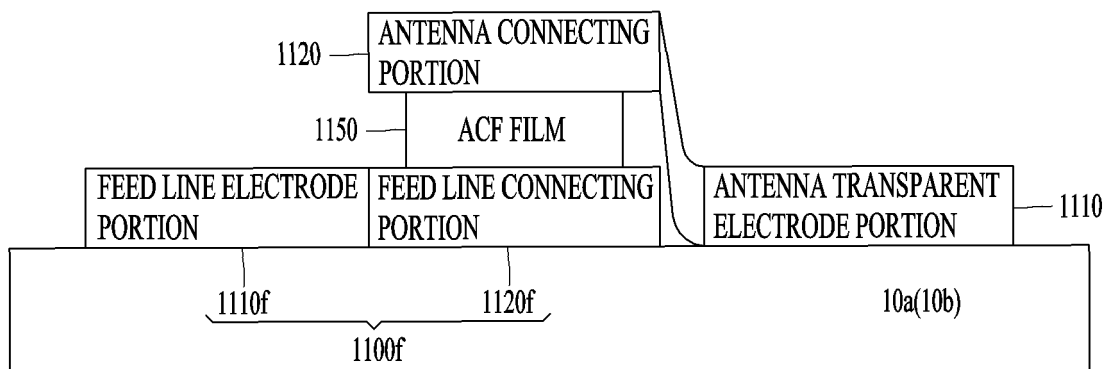 1120
ANTENNA CONNECTING
PORTION
1150
ACF FILM
FEED LINE ELECTRODE
PORTION
FEED LINE CONNECTING
PORTION
ANTENNA TRANSPARENT
ELECTRODE PORTION
1110
1110f
1120f
10a(10b)
1100f